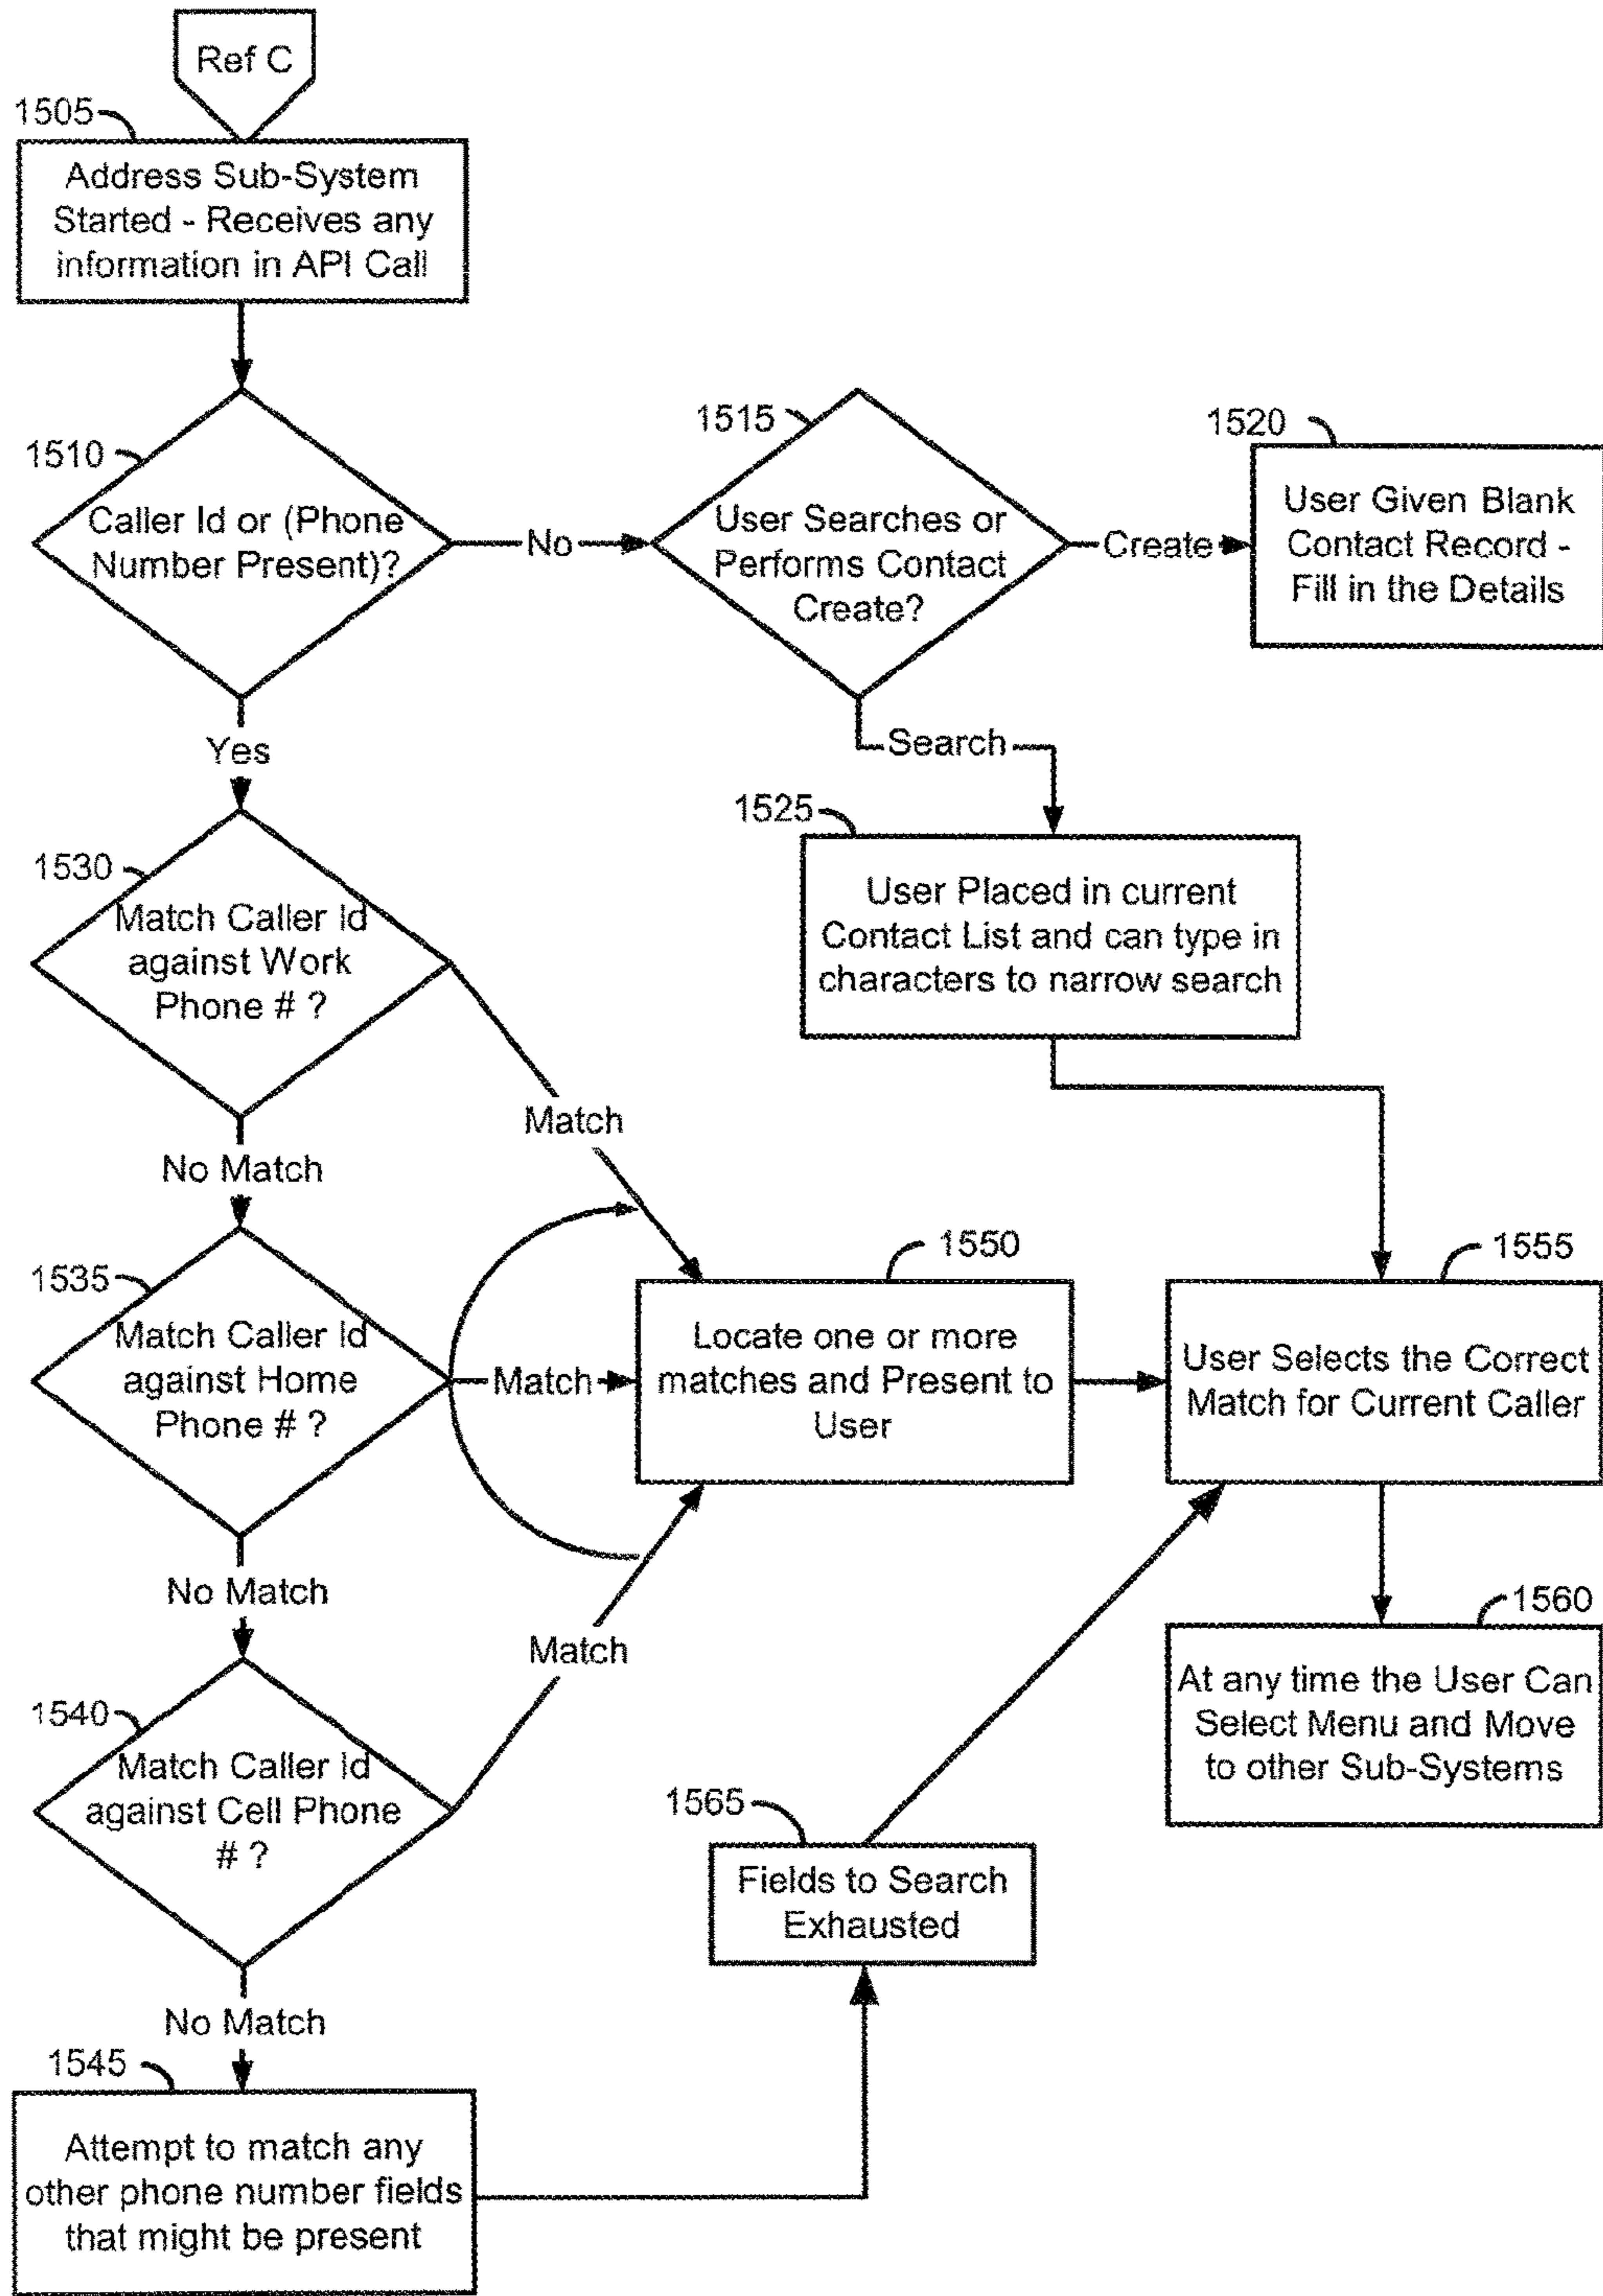 Ref C
1505
Address Sub-System
Started - Receives any
information in API Call
1510
Caller Id or (Phone
Number Present)?
No
1515
User Searches or
Performs Contact
Create?
Create
1520
User Given Blank
Contact Record -
Fill in the Details
Yes
Search
1525
User Placed in current
Contact List and can type in
characters to narrow search
1530
Match Caller Id
against Work
Phone # ?
Match
No Match
1535
Match Caller Id
against Home
Phone # ?
Match
1550
Locate one or more
matches and Present to
User
1555
User Selects the Correct
Match for Current Caller
No Match
Match
1560
At any time the User Can
Select Menu and Move
to other Sub-Systems
1540
Match Caller Id
against Cell Phone
# ?
1565
Fields to Search
Exhausted
No Match
1545
Attempt to match any
other phone number fields
that might be present